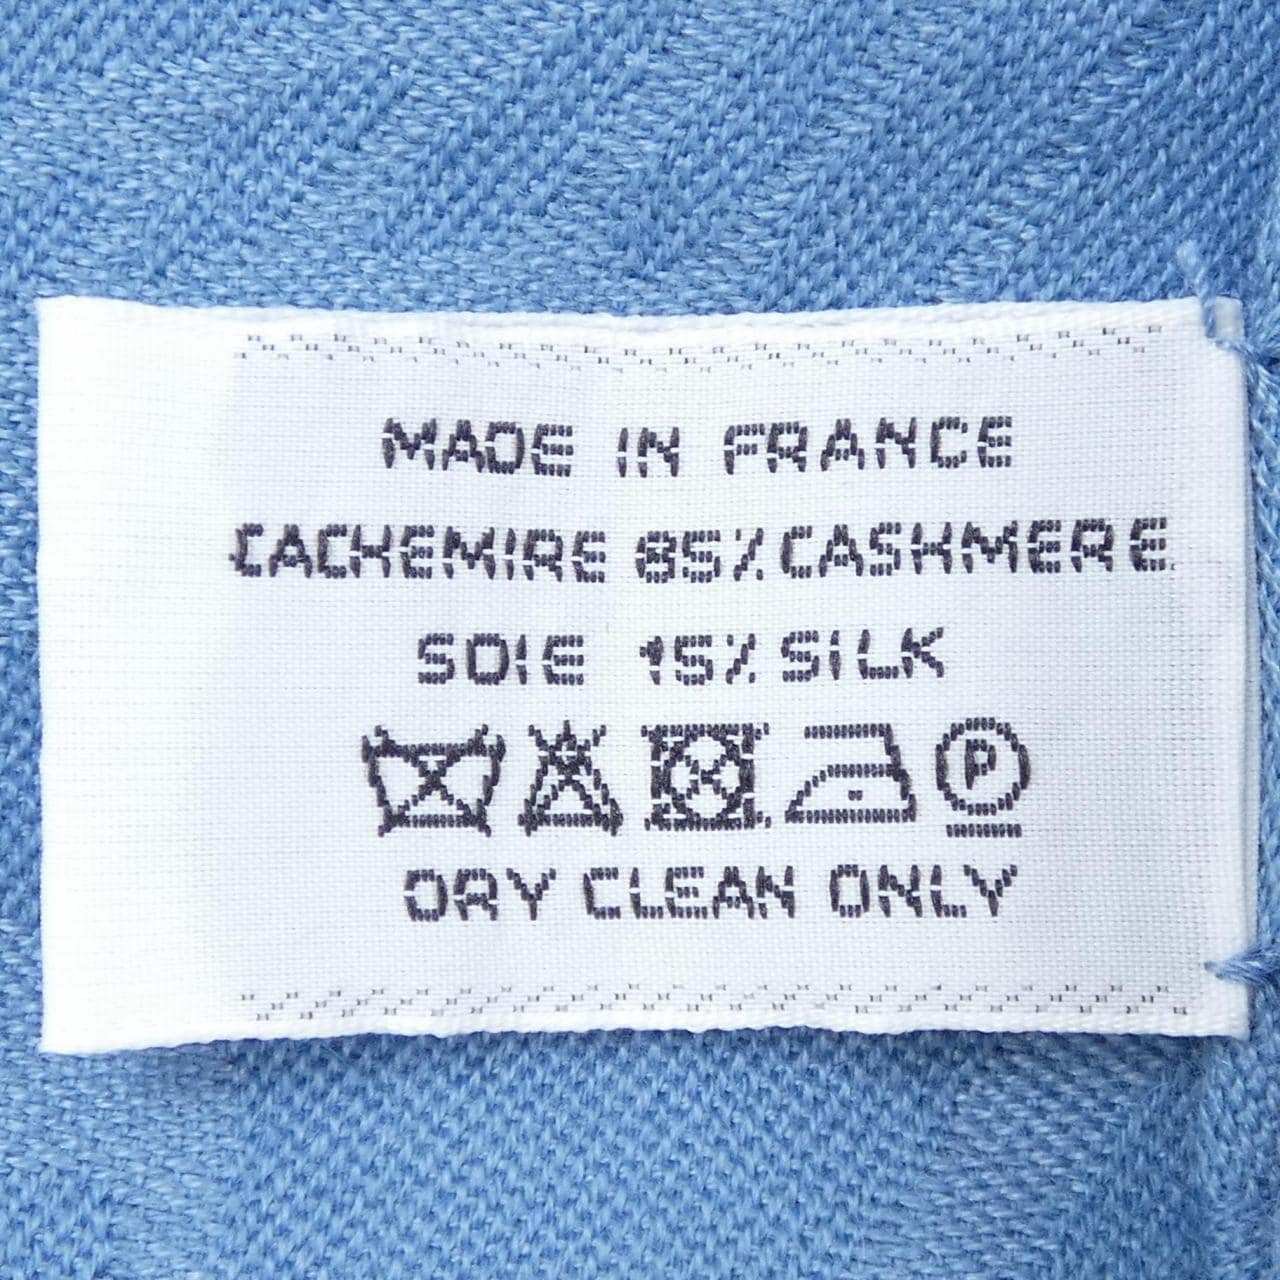 MADE IN FRANCE
CACHEMIRE 85% CASHMERE
SOIE 15% SILK
P
DRY CLEAN ONLY